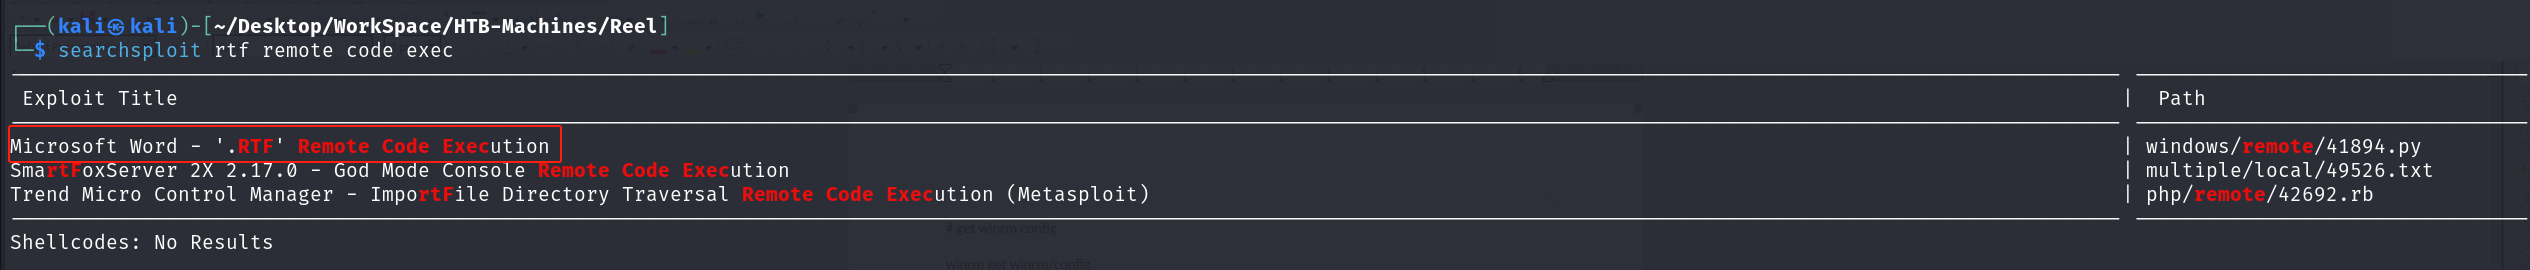 ┌──(kali㉿kali)-[~/Desktop/WorkSpace/HTB-Machines/Reel]
└─$ searchsploit rtf remote code exec
Exploit Title | Path
Microsoft Word - '.RTF' Remote Code Execution | windows/remote/41894.py
SmartFoxServer 2X 2.17.0 - God Mode Console Remote Code Execution | multiple/local/49526.txt
Trend Micro Control Manager - ImportFile Directory Traversal Remote Code Execution (Metasploit) | php/remote/42692.rb
# get winrm config
Shellcodes: No Results
winrm get winrm/config